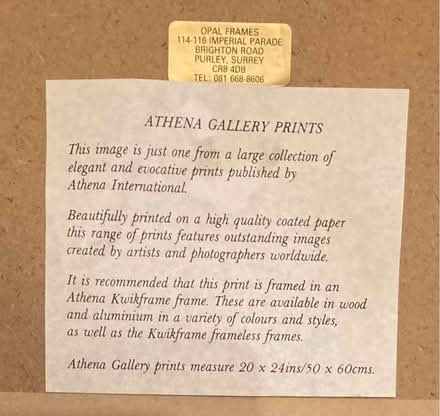 OPAL FRAMES
114-116 IMPERIAL PARADE
BRIGHTON ROAD
PURLEY, SURREY
CR8 4DB
TEL: 081 668-8606
ATHENA GALLERY PRINTS
This image is just one from a large collection of
elegant and evocative prints published by
Athena International.
Beautifully printed on a high quality coated paper
this range of prints features outstanding images
created by artists and photographers worldwide.
It is recommended that this print is framed in an
Athena Kwikframe frame. These are available in wood
and aluminium in a variety of colours and styles,
as well as the Kwikframe frameless frames.
Athena Gallery prints measure 20 x 24ins/50 x 60cms.